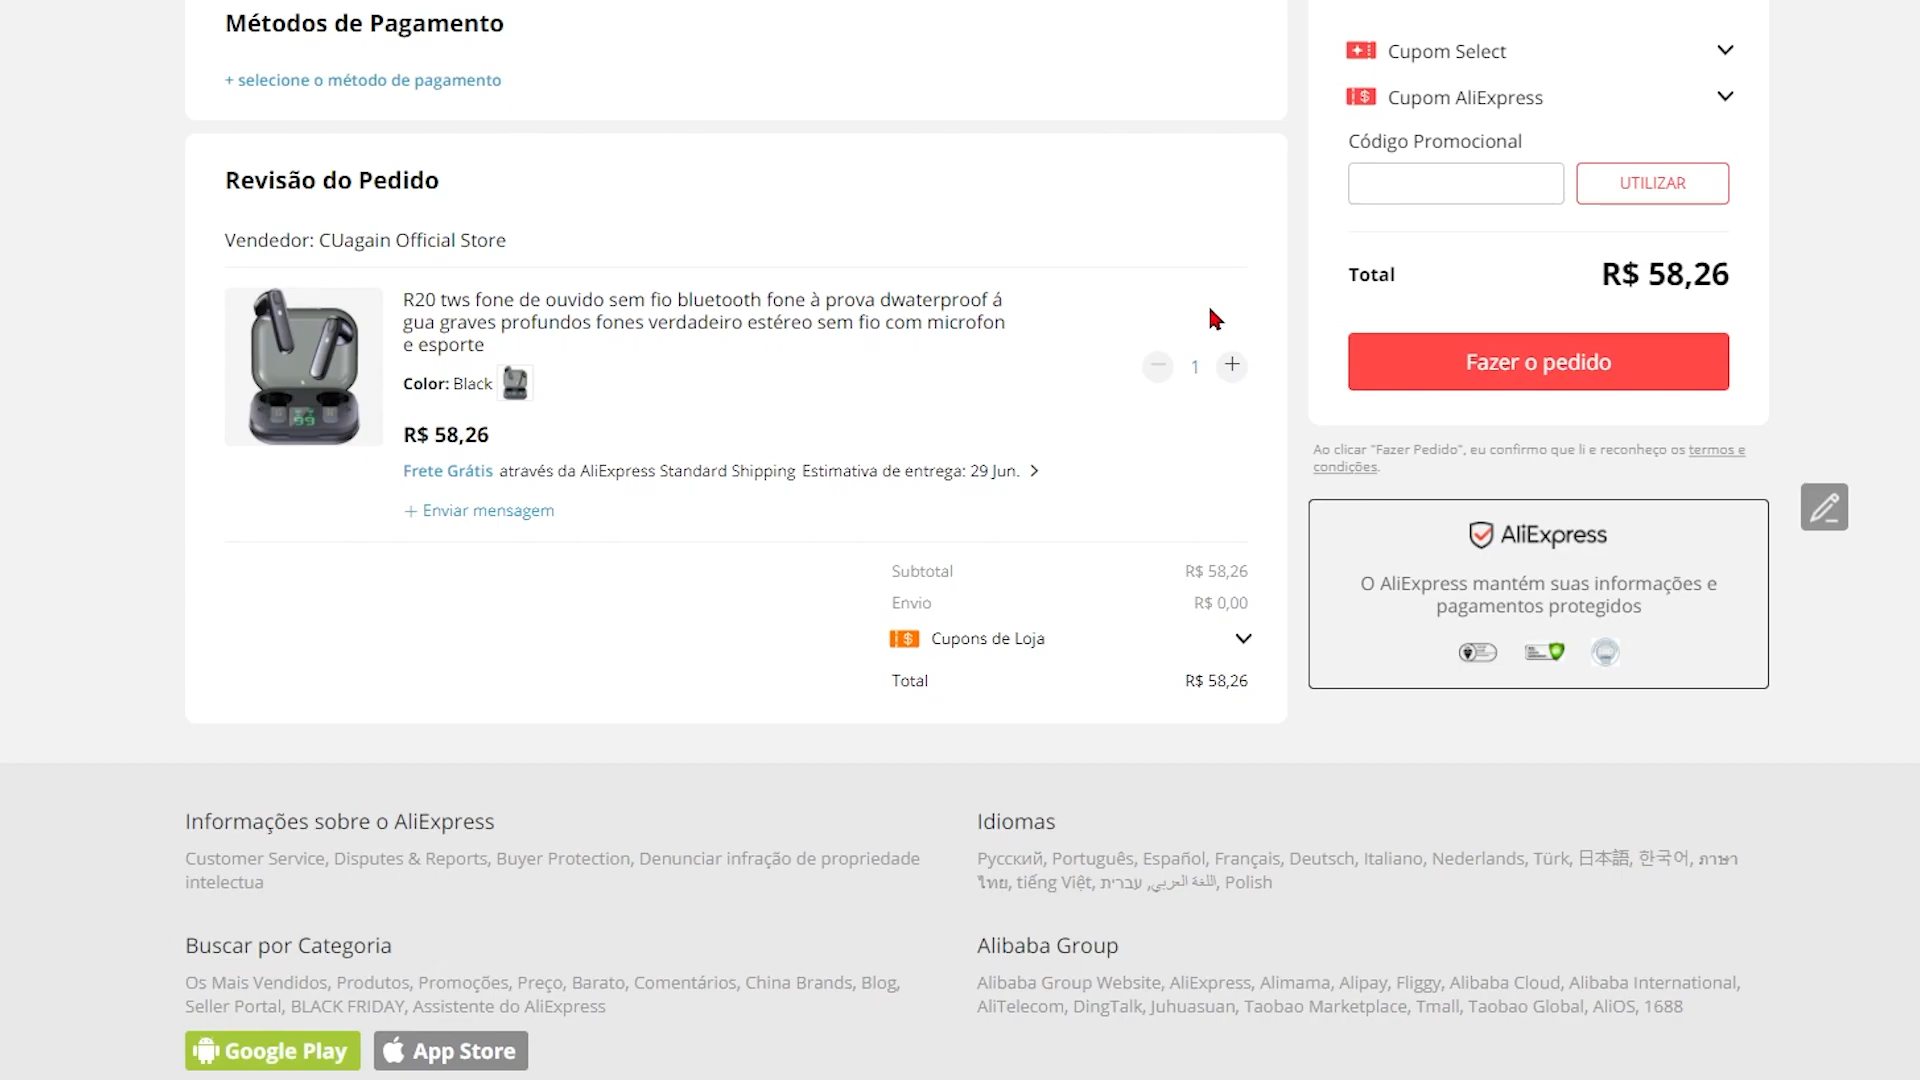 Métodos de Pagamento
+ selecione o método de pagamento
Revisão do Pedido
Vendedor: CUagain Official Store
R20 tws fone de ouvido sem fio bluetooth fone à prova dwaterproof á
gua graves profundos fones verdadeiro estéreo sem fio com microfon
e esporte
Color: Black
1
R$ 58,26
Frete Grátis através da AliExpress Standard Shipping Estimativa de entrega: 29 Jun.
+ Enviar mensagem
Subtotal R$ 58,26
Envio R$ 0,00
Cupons de Loja
Total R$ 58,26
Cupom Select
Cupom AliExpress
Código Promocional
UTILIZAR
Total R$ 58,26
Fazer o pedido
Ao clicar "Fazer Pedido", eu confirmo que li e reconheço os termos e
condições.
AliExpress
O AliExpress mantém suas informações e
pagamentos protegidos
Informações sobre o AliExpress
Customer Service, Disputes & Reports, Buyer Protection, Denunciar infração de propriedade
intelectua
Idiomas
Русский, Português, Español, Français, Deutsch, Italiano, Nederlands, Türk, 日本語, 한국어, ภาษา
ไทย, tiếng Việt, اللغة العربي, עברית, Polish
Buscar por Categoria
Os Mais Vendidos, Produtos, Promoções, Preço, Barato, Comentários, China Brands, Blog,
Seller Portal, BLACK FRIDAY, Assistente do AliExpress
Alibaba Group
Alibaba Group Website, AliExpress, Alimama, Alipay, Fliggy, Alibaba Cloud, Alibaba International,
AliTelecom, DingTalk, Juhuasuan, Taobao Marketplace, Tmall, Taobao Global, AliOS, 1688
Google Play
App Store